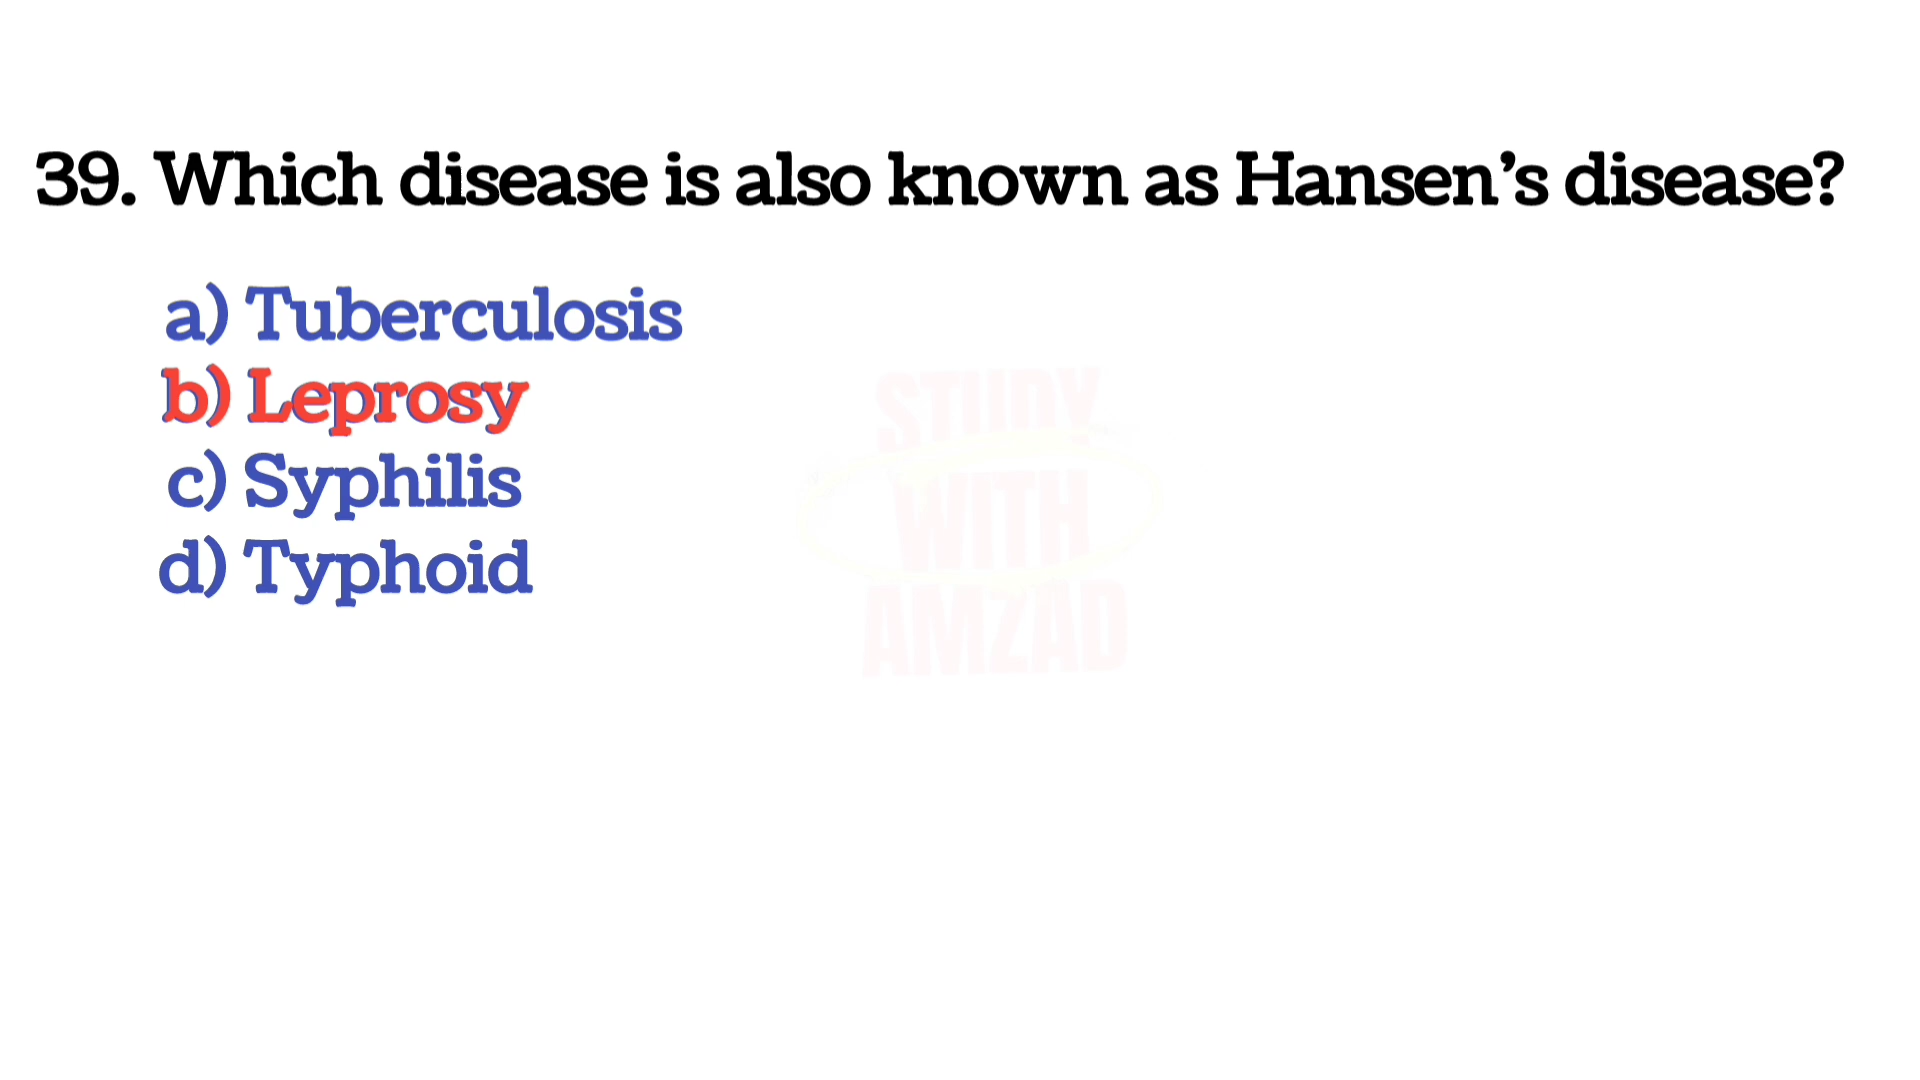 39. Which disease is also known as Hansen’s disease?
a) Tuberculosis
b) Leprosy
c) Syphilis
d) Typhoid
STUDY
WITH
AMZAD